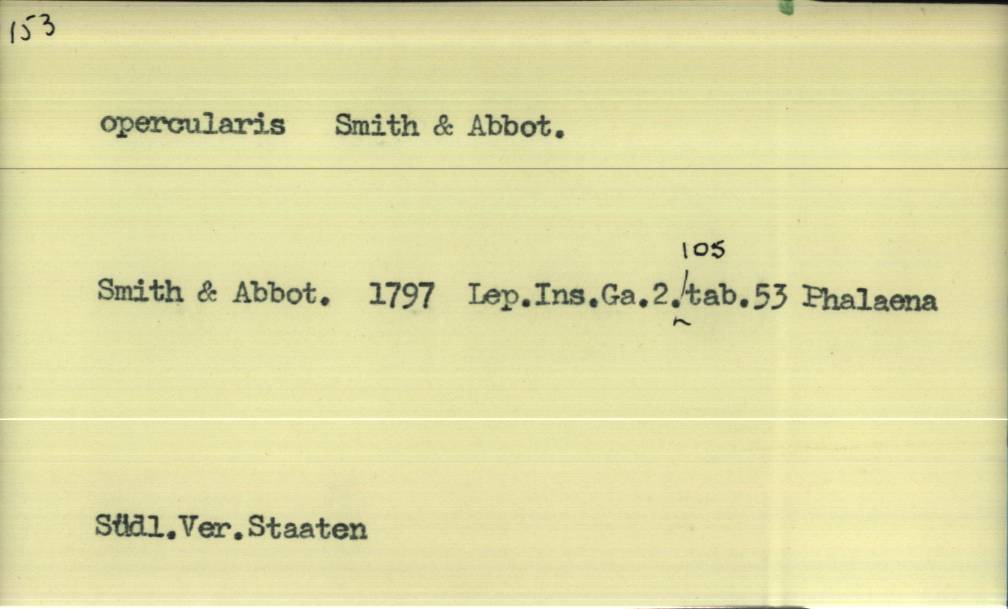 153
opercularis Smith & Abbot.
105
Smith & Abbot. 1797 Lep.Ins.Ga.2./tab.53 Phalaena
Südl.Ver.Staaten